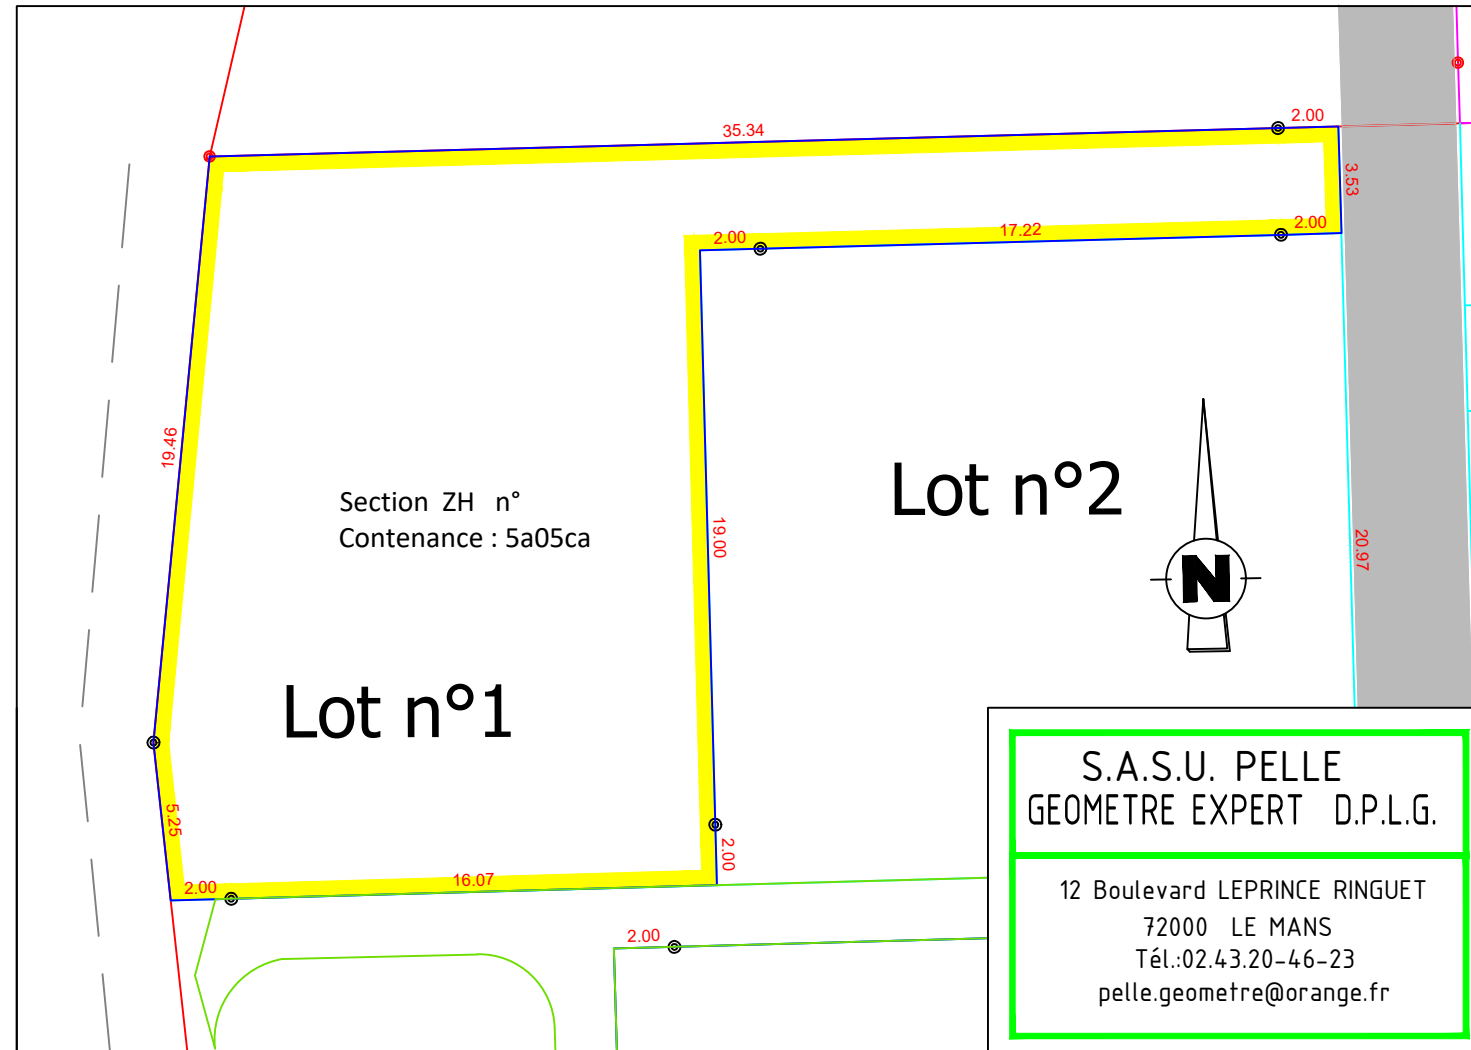 2.00
35.34
3.53
2.00
17.22
2.00
19.46
Lot n°2
Section ZH n°
Contenance : 5a05ca
19.00
20.97
N
Lot n°1
5.25
2.00
2.00
16.07
2.00
S.A.S.U. PELLE
GEOMETRE EXPERT D.P.L.G.
12 Boulevard LEPRINCE RINGUET
72000 LE MANS
Tél.:02.43.20-46-23
pelle.geometre@orange.fr